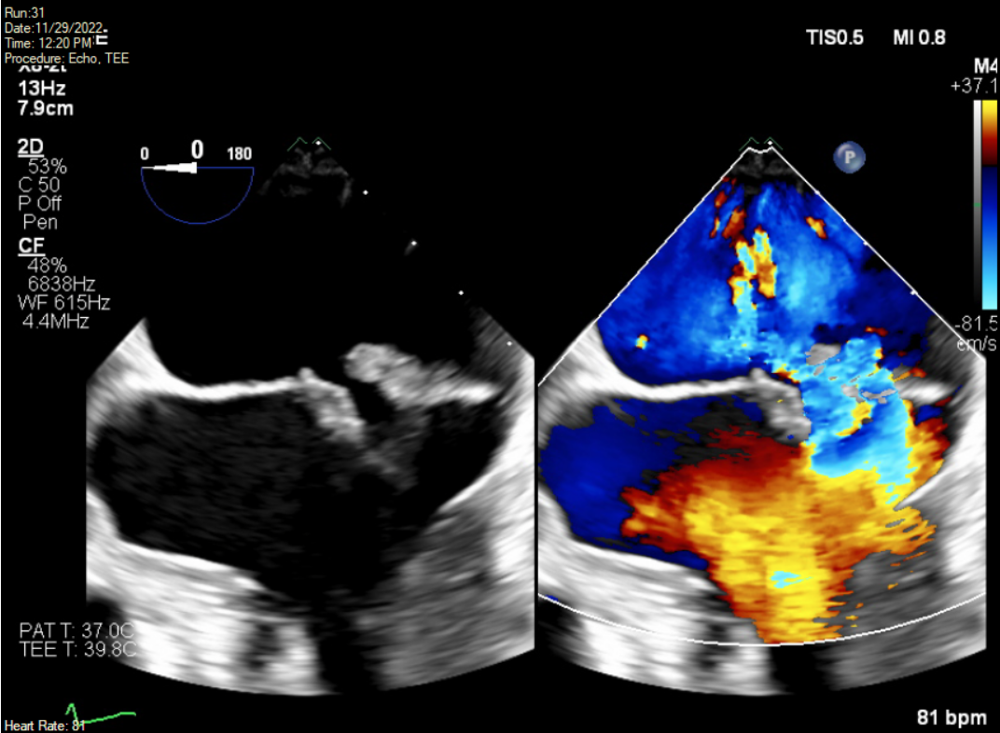 Run:31
Date:11/29/2022
Time: 12:20 PM
Procedure: Echo, TEE
TIS0.5 MI 0.8
X8-2t
13Hz
7.9cm
M4
+37.1
2D
53%
C 50
P Off
Pen
0 0 180
P
CF
48%
6838Hz
WF 615Hz
4.4MHz
-81.5
cm/s
PAT T: 37.0C
TEE T: 39.8C
Heart Rate: 81
81 bpm